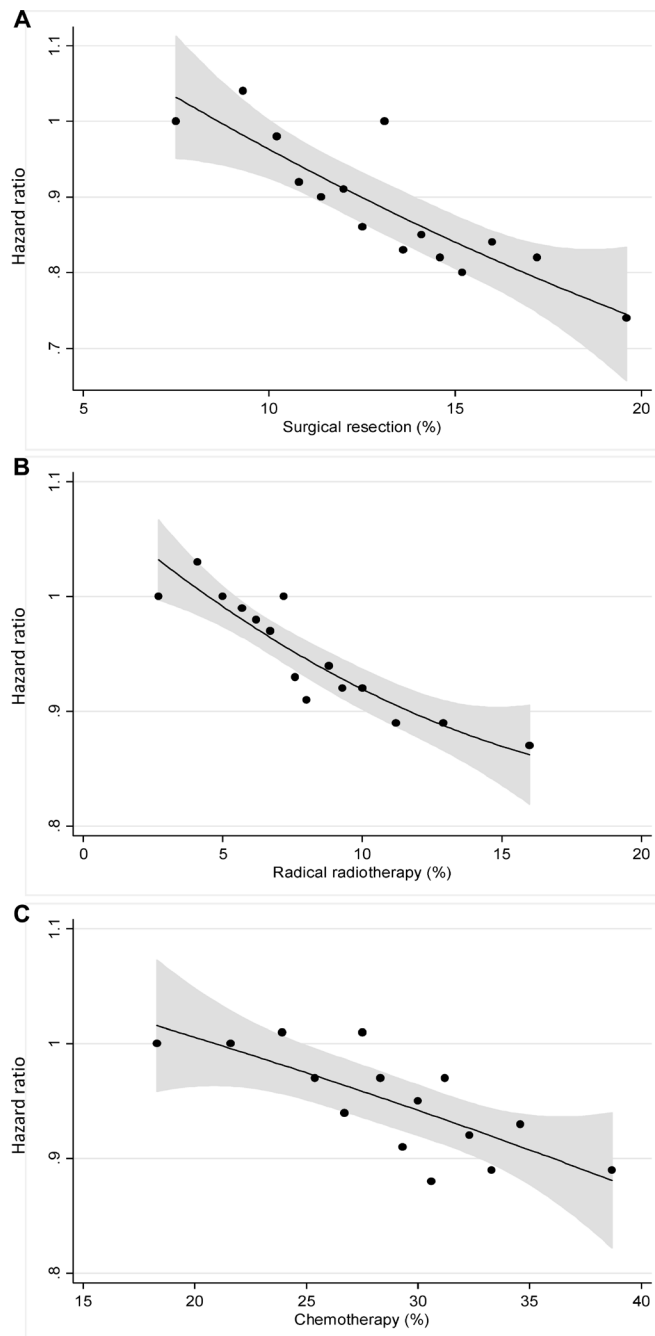 A
Hazard ratio
1.1
1
.9
.8
.7
5 10 15 20
Surgical resection (%)
B
Hazard ratio
1.1
1
.9
.8
0 5 10 15 20
Radical radiotherapy (%)
C
Hazard ratio
1.1
1
.9
.8
15 20 25 30 35 40
Chemotherapy (%)